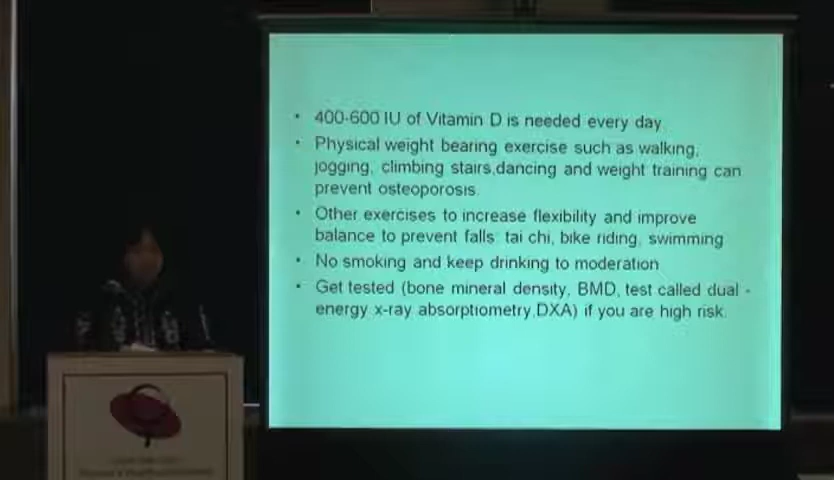 • 400-600 IU of Vitamin D is needed every day
• Physical weight bearing exercise such as walking,
jogging, climbing stairs,dancing and weight training can
prevent osteoporosis.
• Other exercises to increase flexibility and improve
balance to prevent falls: tai chi, bike riding, swimming
• No smoking and keep drinking to moderation
• Get tested (bone mineral density, BMD, test called dual -
energy x-ray absorptiometry,DXA) if you are high risk.